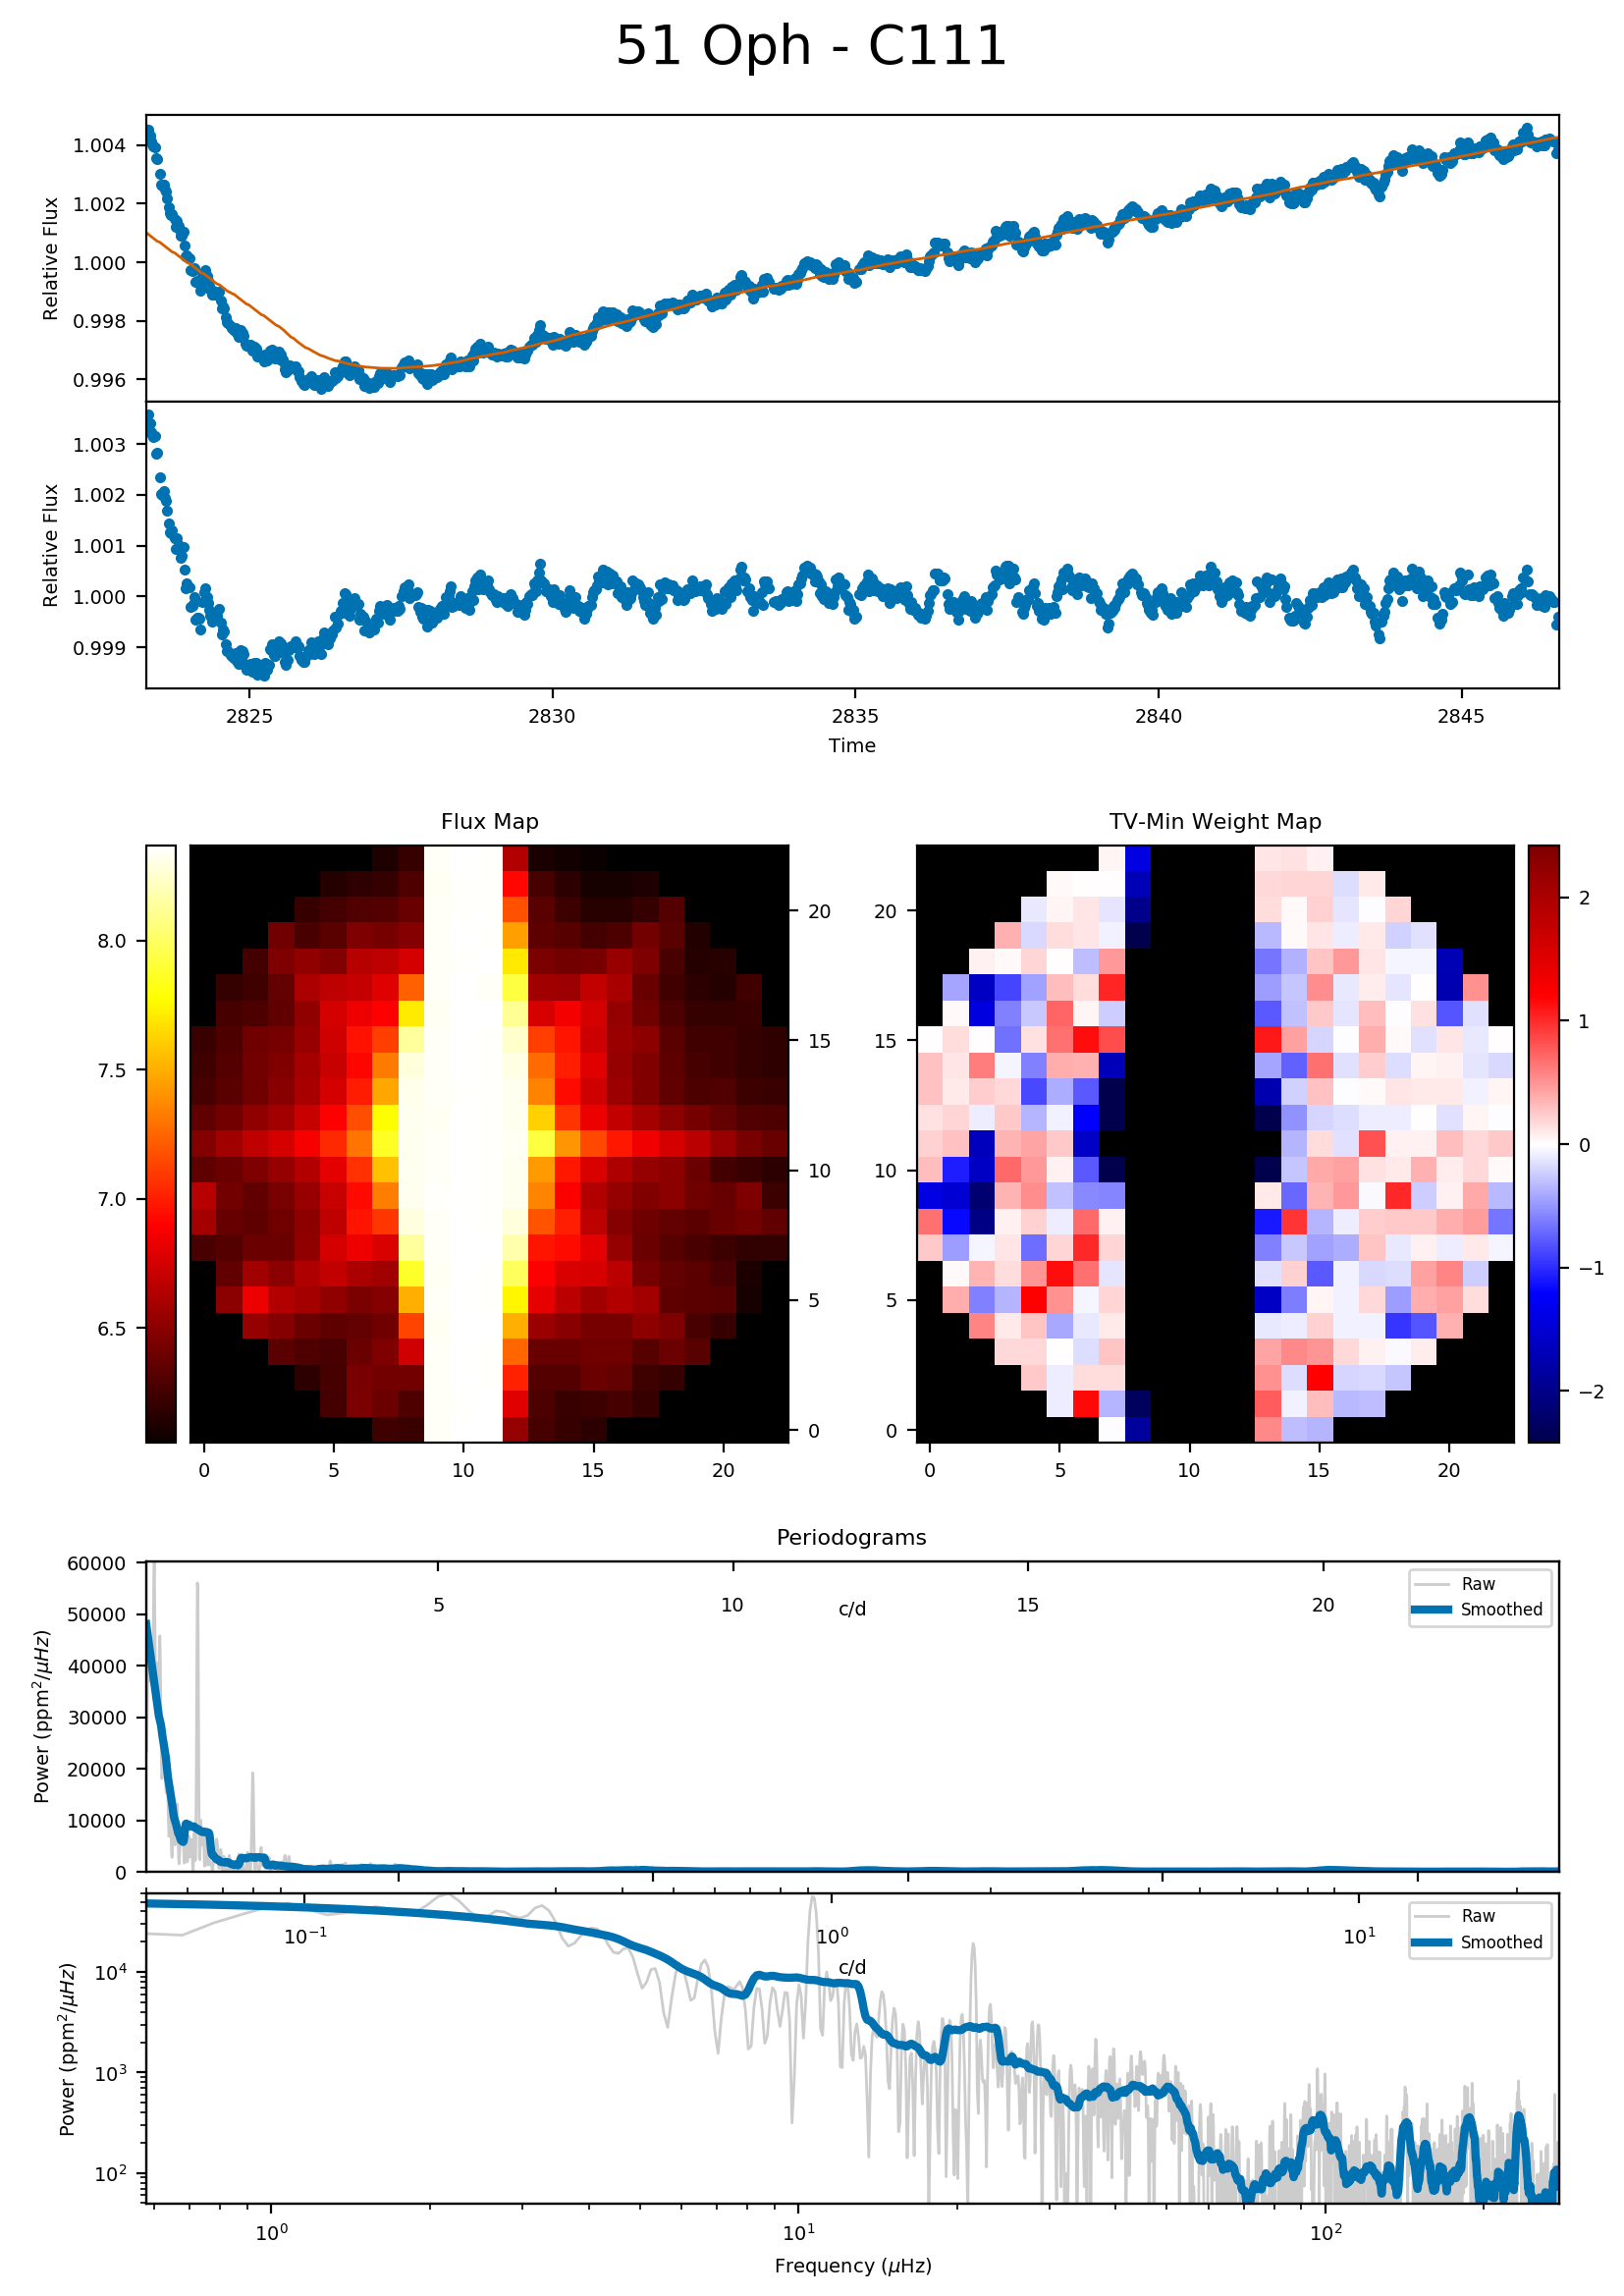 51 Oph - C111
1.004
1.002
1.000
0.998
0.996
Relative Flux
1.003
1.002
1.001
1.000
0.999
Relative Flux
2825 2830 2835 2840 2845
Time
Flux Map
TV-Min Weight Map
8.0
7.5
7.0
6.5
20
15
10
5
0
0 5 10 15 20
20
15
10
5
0
0 5 10 15 20
2
1
0
−1
−2
Periodograms
60000
50000
40000
30000
20000
10000
0
Power (ppm²/μHz)
5 10 15 20
c/d
Raw
Smoothed
10⁴
10³
10²
Power (ppm²/μHz)
10⁻¹ 10⁰ 10¹
c/d
Raw
Smoothed
10⁰ 10¹ 10²
Frequency (μHz)